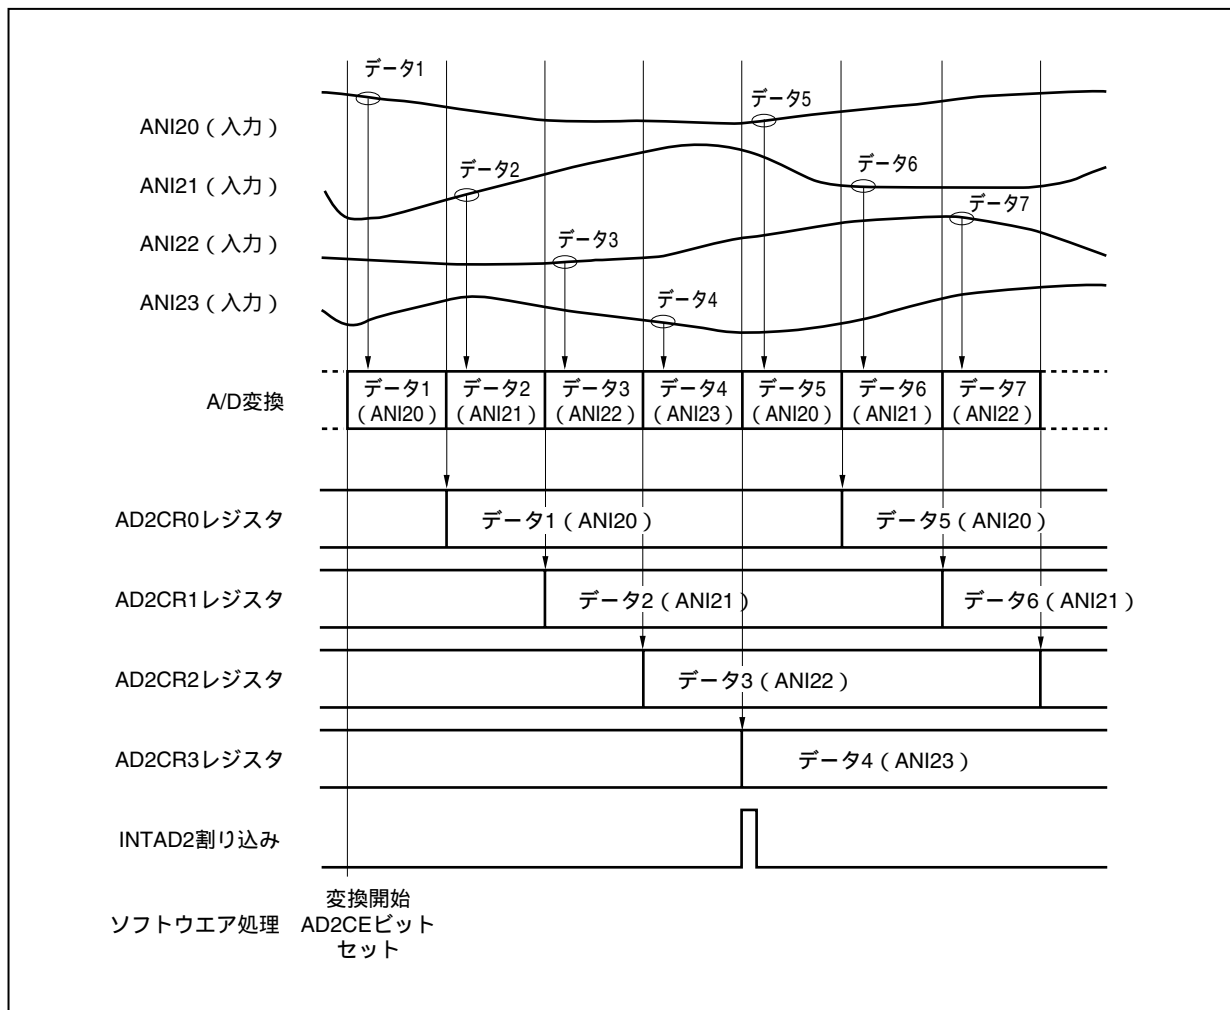 データ1
データ5
ANI20（入力）
データ2
データ6
ANI21（入力）
データ7
データ3
ANI22（入力）
データ4
ANI23（入力）
A/D変換
データ1
（ANI20）
データ2
（ANI21）
データ3
（ANI22）
データ4
（ANI23）
データ5
（ANI20）
データ6
（ANI21）
データ7
（ANI22）
AD2CR0レジスタ
データ1（ANI20）
データ5（ANI20）
AD2CR1レジスタ
データ2（ANI21）
データ6（ANI21）
AD2CR2レジスタ
データ3（ANI22）
AD2CR3レジスタ
データ4（ANI23）
INTAD2割り込み
ソフトウエア処理
変換開始
AD2CEビット
セット